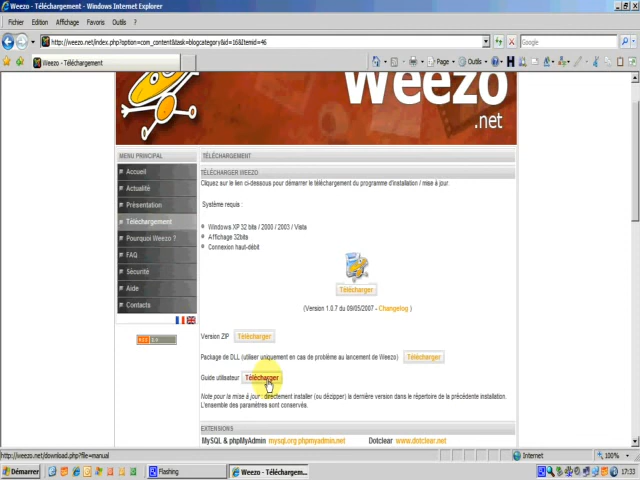 Weezo - Téléchargement - Windows Internet Explorer
Fichier Edition Affichage Favoris Outils ?
http://weezo.net/index.php?option=com_content&task=blogcategory&id=16&Itemid=46
Google
Weezo - Téléchargement
Page Outils
Weezo
.net
MENU PRINCIPAL
Accueil
Actualité
Présentation
Téléchargement
Pourquoi Weezo ?
FAQ
Sécurité
Aide
Contacts
RSS 2.0
TÉLÉCHARGEMENT
TÉLÉCHARGER WEEZO
Cliquez sur le lien ci-dessous pour démarrer le téléchargement du programme d'installation / mise à jour.
Système requis :
Windows XP 32 bits / 2000 / 2003 / Vista
Affichage 32bits
Connexion haut-débit
Télécharger
(Version 1.0.7 du 09/05/2007 - Changelog )
Version ZIP Télécharger
Package de DLL (utiliser uniquement en cas de problème au lancement de Weezo) Télécharger
Guide utilisateur Télécharger
Note pour la mise à jour : directement installer (ou dézipper) la dernière version dans le répertoire de la précédente installation.
L'ensemble des paramètres sont conservés.
EXTENSIONS
MySQL & phpMyAdmin mysql.org phpmyadmin.net Dotclear www.dotclear.net
http://weezo.net/download.php?file=manual
Internet
100%
Démarrer
Flashing
Weezo - Téléchargem...
17:33